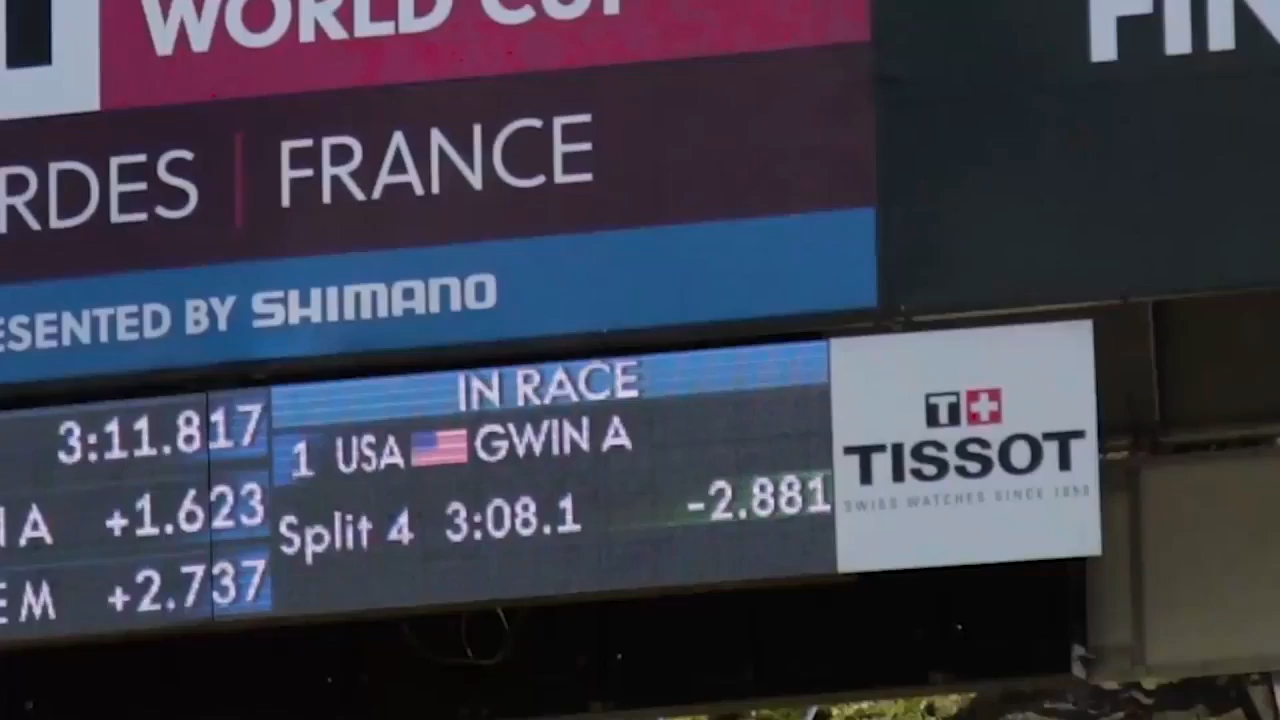 WORLD CUP
FIN
RDES | FRANCE
ESENTED BY SHIMANO
3:11.817
A +1.623
E M +2.737
IN RACE
1 USA GWIN A
Split 4 3:08.1 -2.881
T+
TISSOT
SWISS WATCHES SINCE 1853